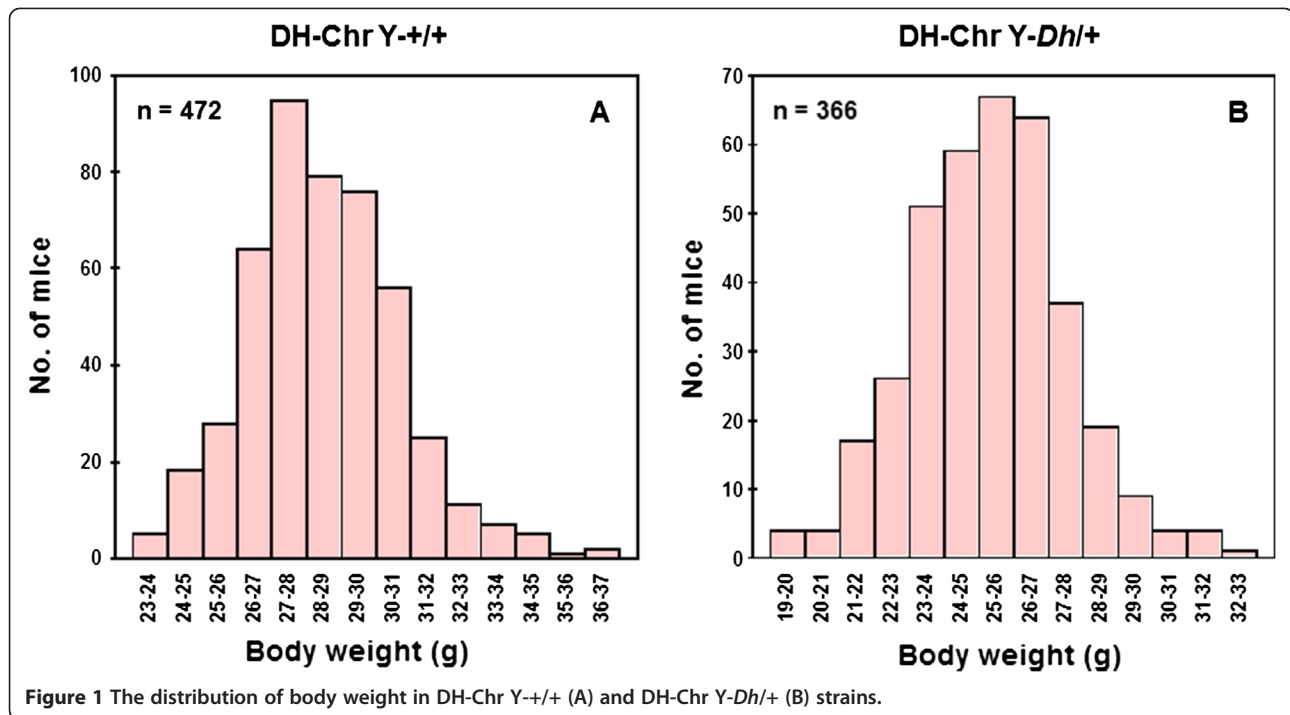 DH-Chr Y-+/+
n = 472
A
No. of mice
100
80
60
40
20
0
23-24 24-25 25-26 26-27 27-28 28-29 29-30 30-31 31-32 32-33 33-34 34-35 35-36 36-37
Body weight (g)
DH-Chr Y-Dh/+
n = 366
B
No. of mice
70
60
50
40
30
20
10
0
19-20 20-21 21-22 22-23 23-24 24-25 25-26 26-27 27-28 28-29 29-30 30-31 31-32 32-33
Body weight (g)
Figure 1 The distribution of body weight in DH-Chr Y-+/+ (A) and DH-Chr Y-Dh/+ (B) strains.